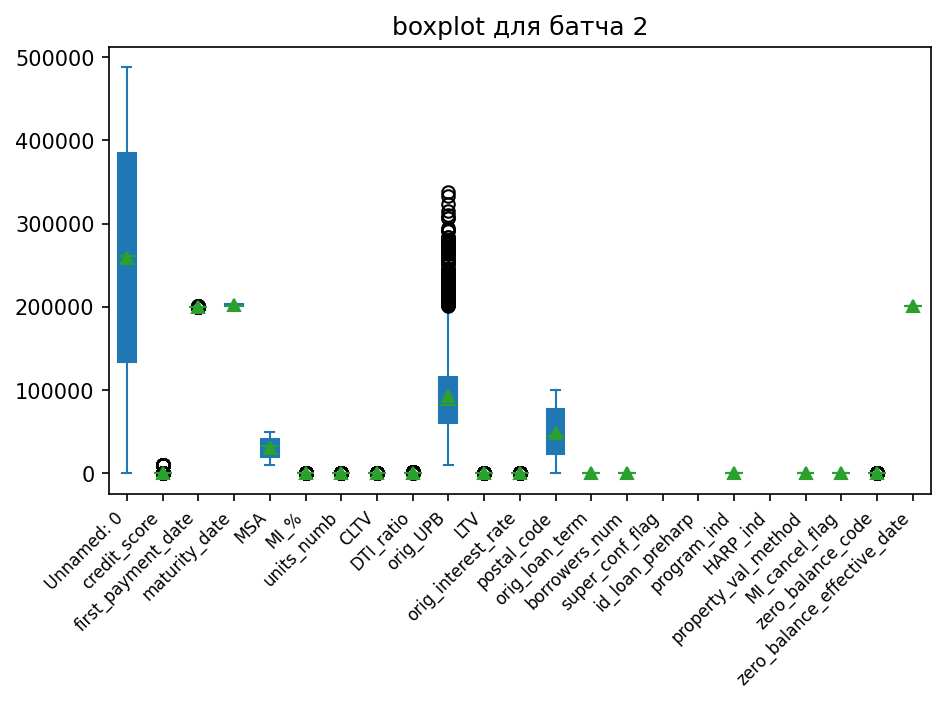 boxplot для батча 2
500000
400000
300000
200000
100000
0
Unnamed: 0
credit_score
first_payment_date
maturity_date
MSA
MI_%
units_numb
CLTV
DTI_ratio
orig_UPB
LTV
orig_interest_rate
postal_code
orig_loan_term
borrowers_num
super_conf_flag
id_loan_preharp
program_ind
HARP_ind
property_val_method
MI_cancel_flag
zero_balance_code
zero_balance_effective_date